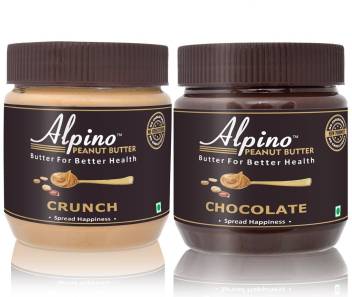 Alpino™
PEANUT BUTTER
Butter For Better Health
CRUNCH
• Spread Happiness •
Alpino™
PEANUT BUTTER
Butter For Better Health
CHOCOLATE
• Spread Happiness •